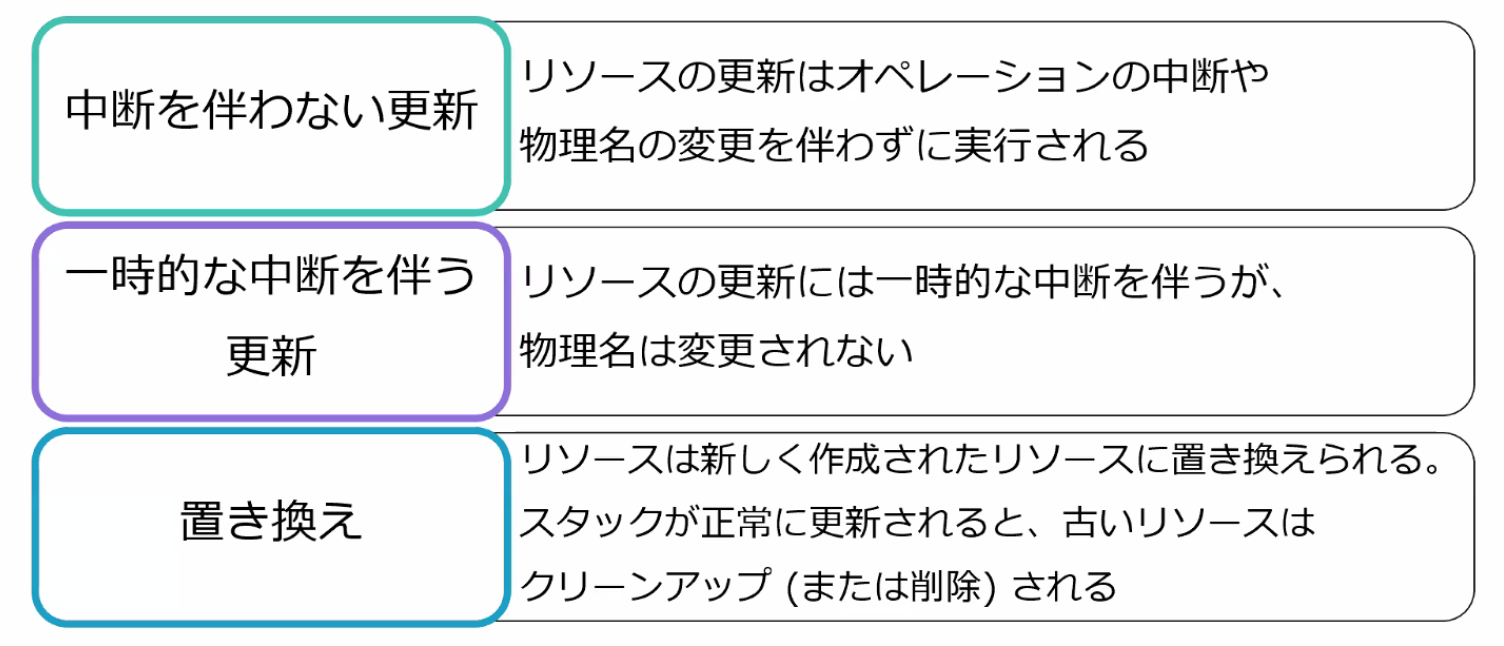 中断を伴わない更新
リソースの更新はオペレーションの中断や
物理名の変更を伴わずに実行される
一時的な中断を伴う
更新
リソースの更新には一時的な中断を伴うが、
物理名は変更されない
置き換え
リソースは新しく作成されたリソースに置き換えられる。
スタックが正常に更新されると、古いリソースは
クリーンアップ (または削除) される